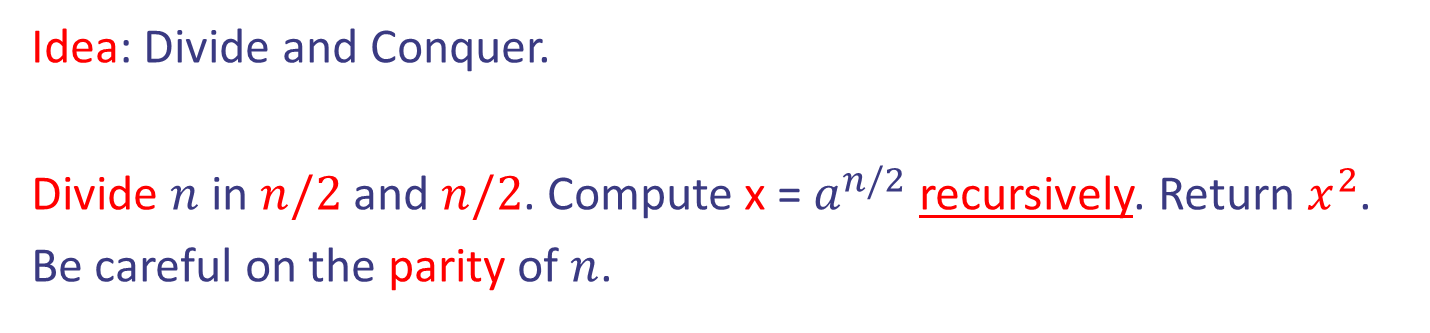 Idea: Divide and Conquer.
Divide n in n/2 and n/2. Compute x = a^{n/2} recursively. Return x^2.
Be careful on the parity of n.